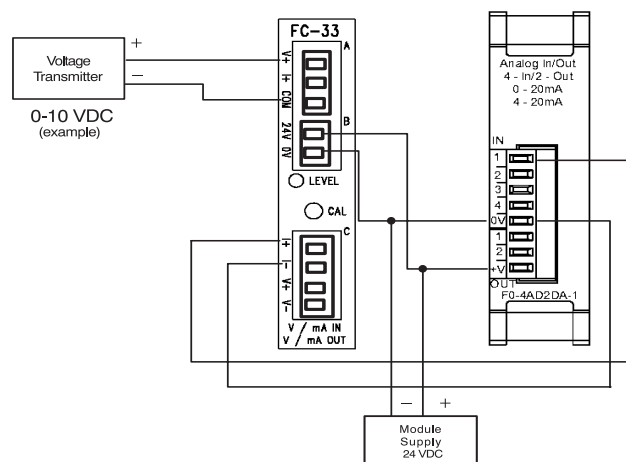 Voltage
Transmitter
+
−
0-10 VDC
(example)
FC-33
A
V+
I+
COM
B
24V
0V
LEVEL
CAL
C
I+
I-
V+
V-
V / mA IN
V / mA OUT
Analog In/Out
4 - In/2 - Out
0 - 20mA
4 - 20mA
IN
1
2
3
4
0V
1
2
+V
OUT
F0-4AD2DA-1
− +
Module
Supply
24 VDC